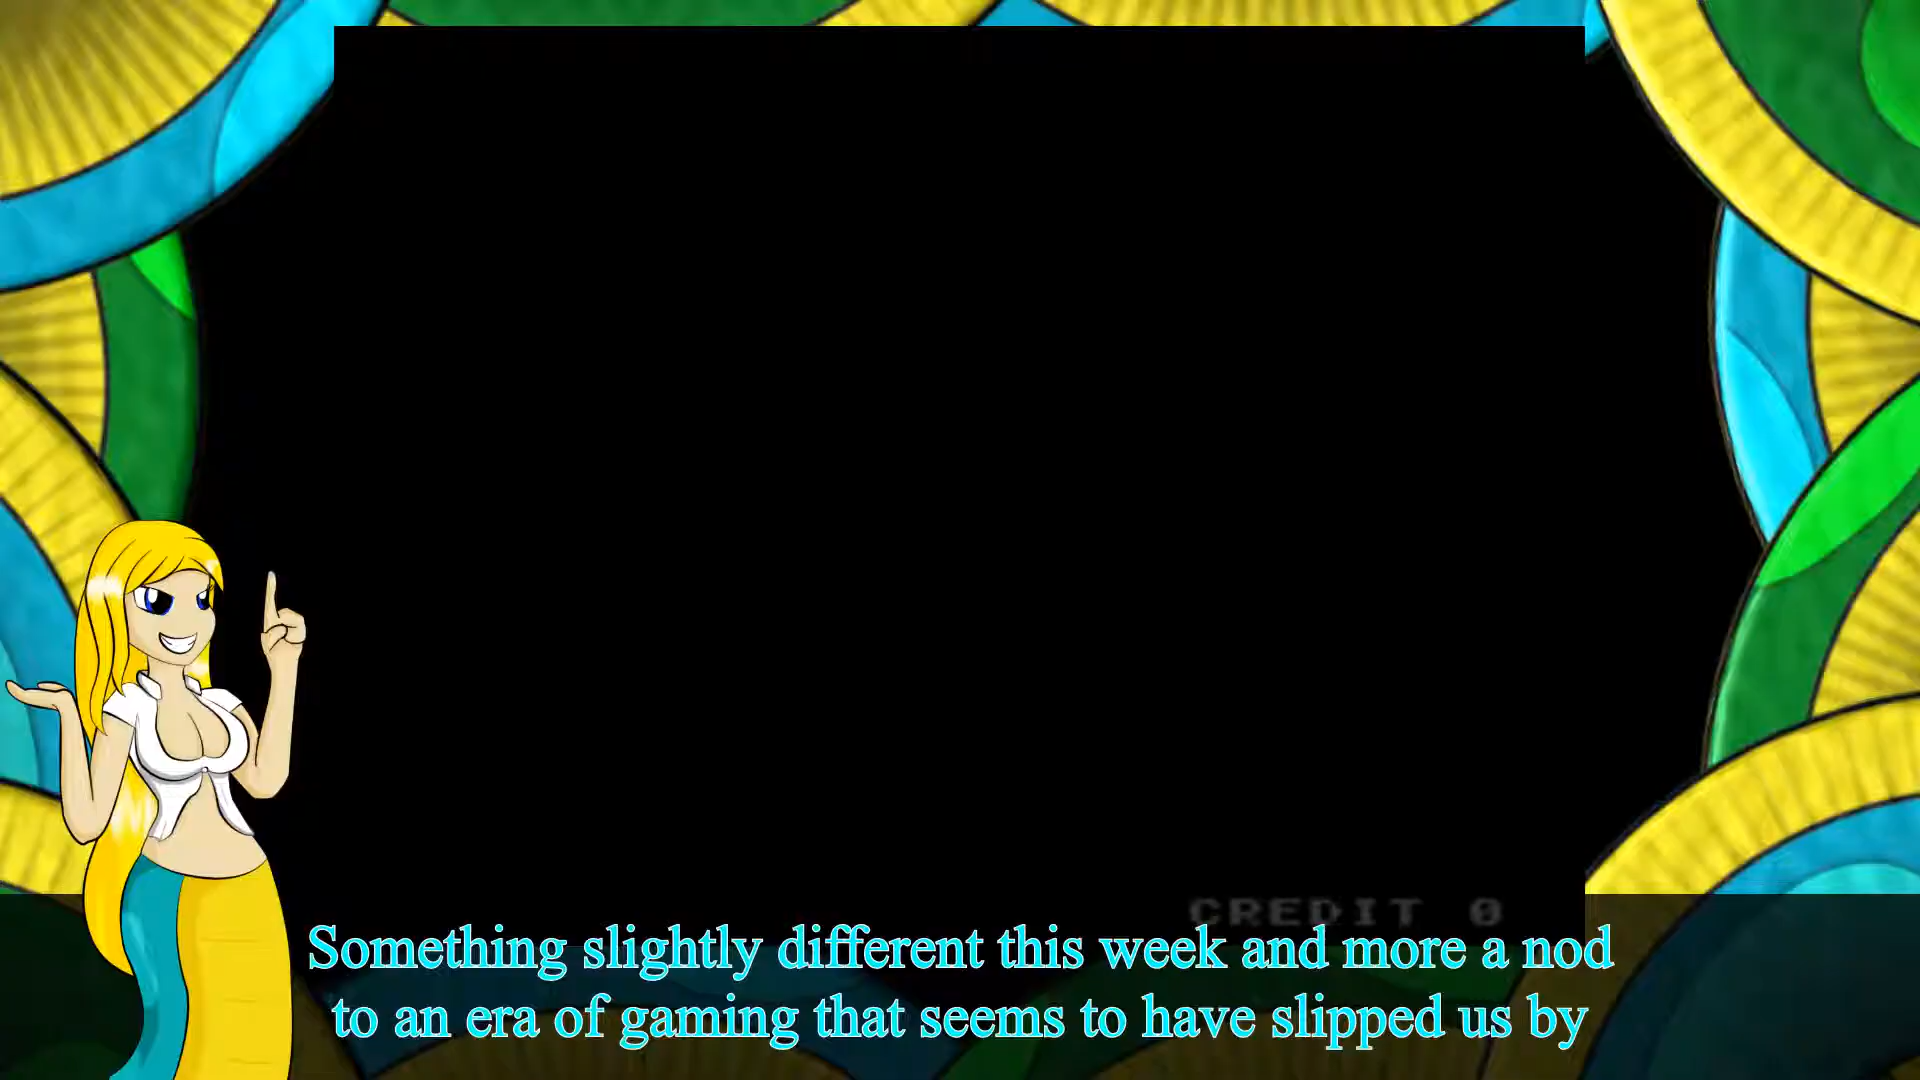 CREDIT 0
Something slightly different this week and more a nod
to an era of gaming that seems to have slipped us by